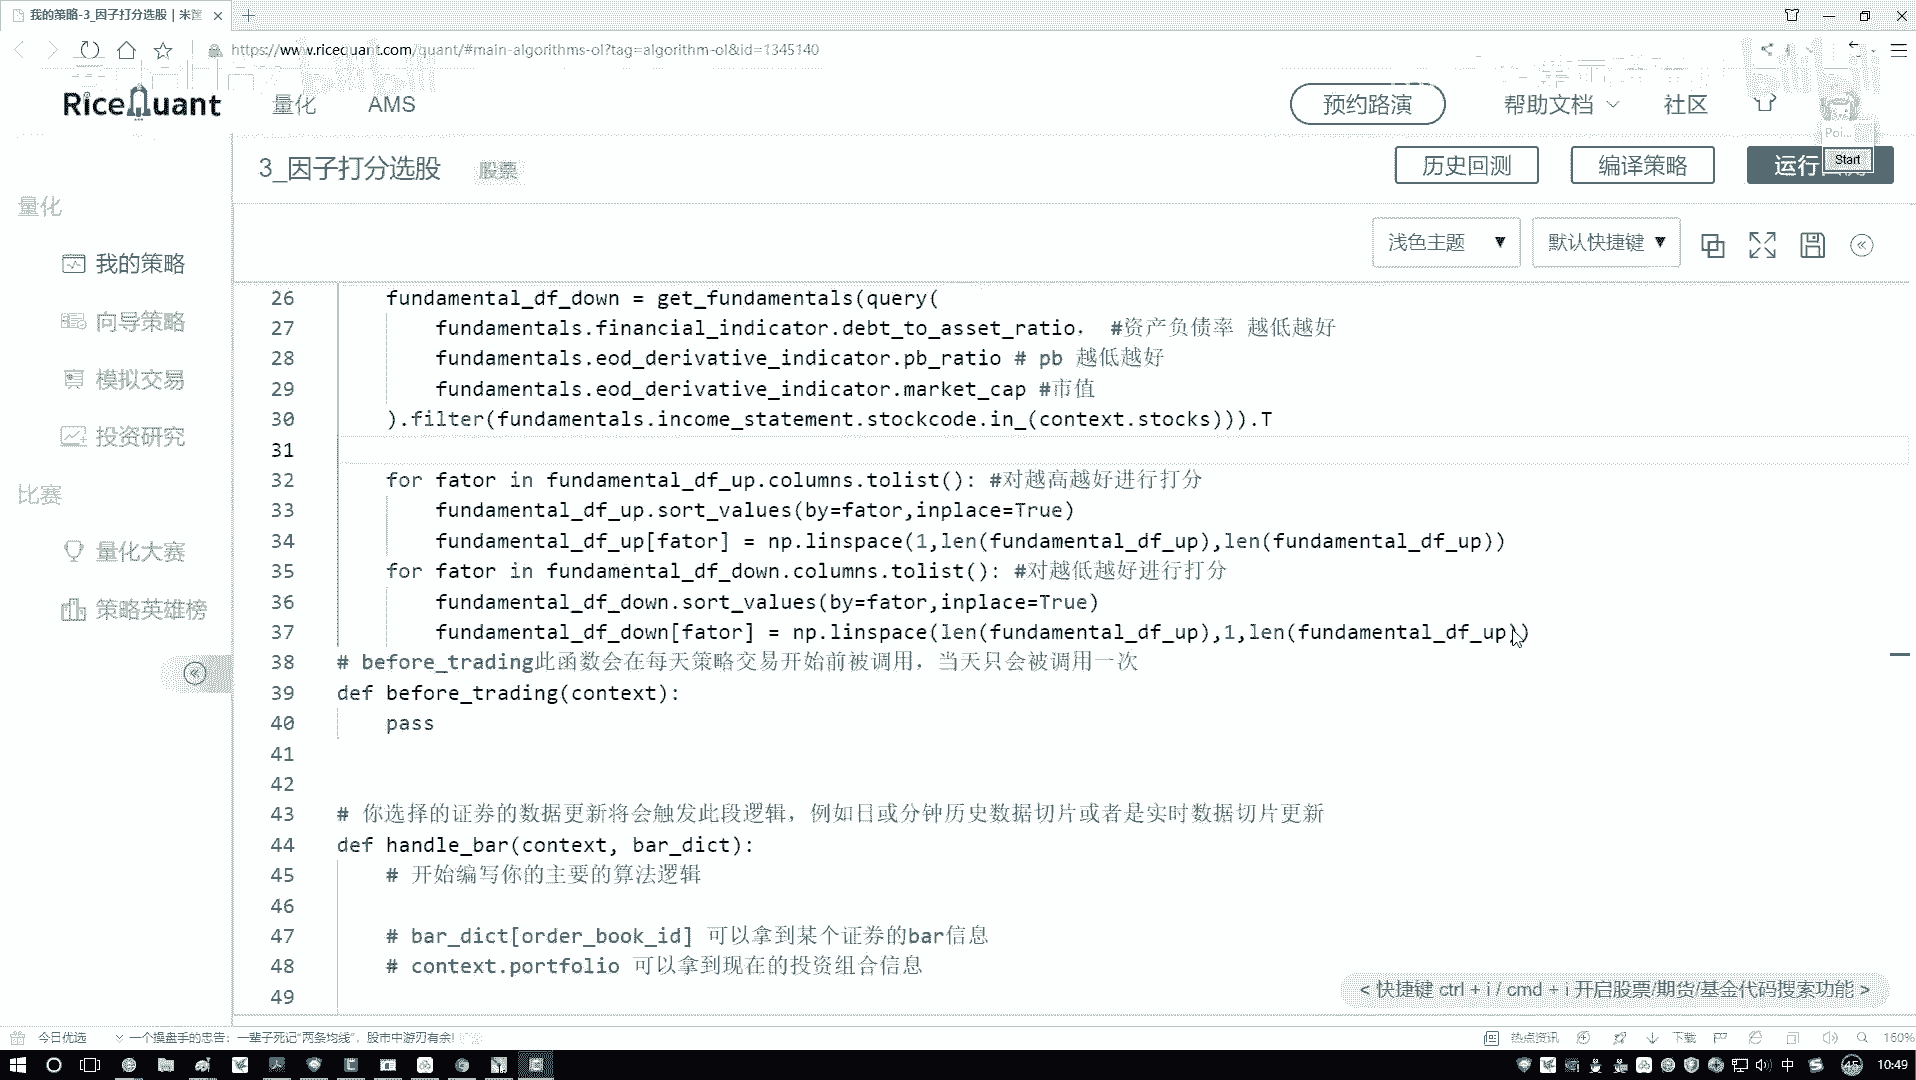 我的策略-3_因子打分选股 | 米筐
https://www.ricequant.com/quant/#main-algorithms-ol?tag=algorithm-ol&id=1345140
RiceQuant
量化
AMS
预约路演
帮助文档
社区
Poi...
3_因子打分选股
股票
历史回测
编译策略
运行
Start
量化
我的策略
向导策略
模拟交易
投资研究
比赛
量化大赛
策略英雄榜
浅色主题
默认快捷键
26 fundamental_df_down = get_fundamentals(query(
27 fundamentals.financial_indicator.debt_to_asset_ratio, #资产负债率 越低越好
28 fundamentals.eod_derivative_indicator.pb_ratio # pb 越低越好
29 fundamentals.eod_derivative_indicator.market_cap #市值
30 ).filter(fundamentals.income_statement.stockcode.in_(context.stocks))).T
31
32 for fator in fundamental_df_up.columns.tolist(): #对越高越好进行打分
33 fundamental_df_up.sort_values(by=fator,inplace=True)
34 fundamental_df_up[fator] = np.linspace(1,len(fundamental_df_up),len(fundamental_df_up))
35 for fator in fundamental_df_down.columns.tolist(): #对越低越好进行打分
36 fundamental_df_down.sort_values(by=fator,inplace=True)
37 fundamental_df_down[fator] = np.linspace(len(fundamental_df_up),1,len(fundamental_df_up))
38 # before_trading此函数会在每天策略交易开始前被调用，当天只会被调用一次
39 def before_trading(context):
40 pass
41
42
43 # 你选择的证券的数据更新将会触发此段逻辑，例如日或分钟历史数据切片或者是实时数据切片更新
44 def handle_bar(context, bar_dict):
45 # 开始编写你的主要的算法逻辑
46
47 # bar_dict[order_book_id] 可以拿到某个证券的bar信息
48 # context.portfolio 可以拿到现在的投资组合信息
49
< 快捷键 ctrl + i / cmd + i 开启股票/期货/基金代码搜索功能 >
今日优选
一个操盘手的忠告：一辈子死记“两条均线”，股市中游刃有余!
热点资讯
下载
160%
中
45
10:49